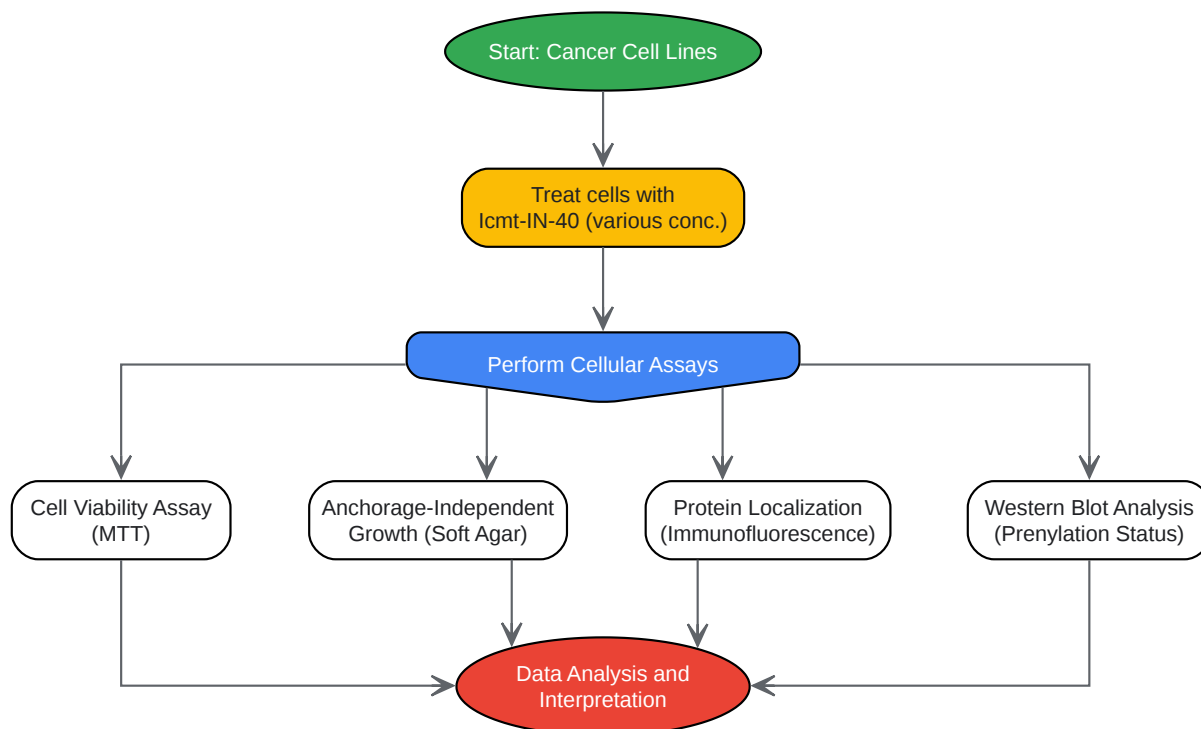 Start: Cancer Cell Lines
Treat cells with
Icmt-IN-40 (various conc.)
Perform Cellular Assays
Cell Viability Assay
(MTT)
Anchorage-Independent
Growth (Soft Agar)
Protein Localization
(Immunofluorescence)
Western Blot Analysis
(Prenylation Status)
Data Analysis and
Interpretation